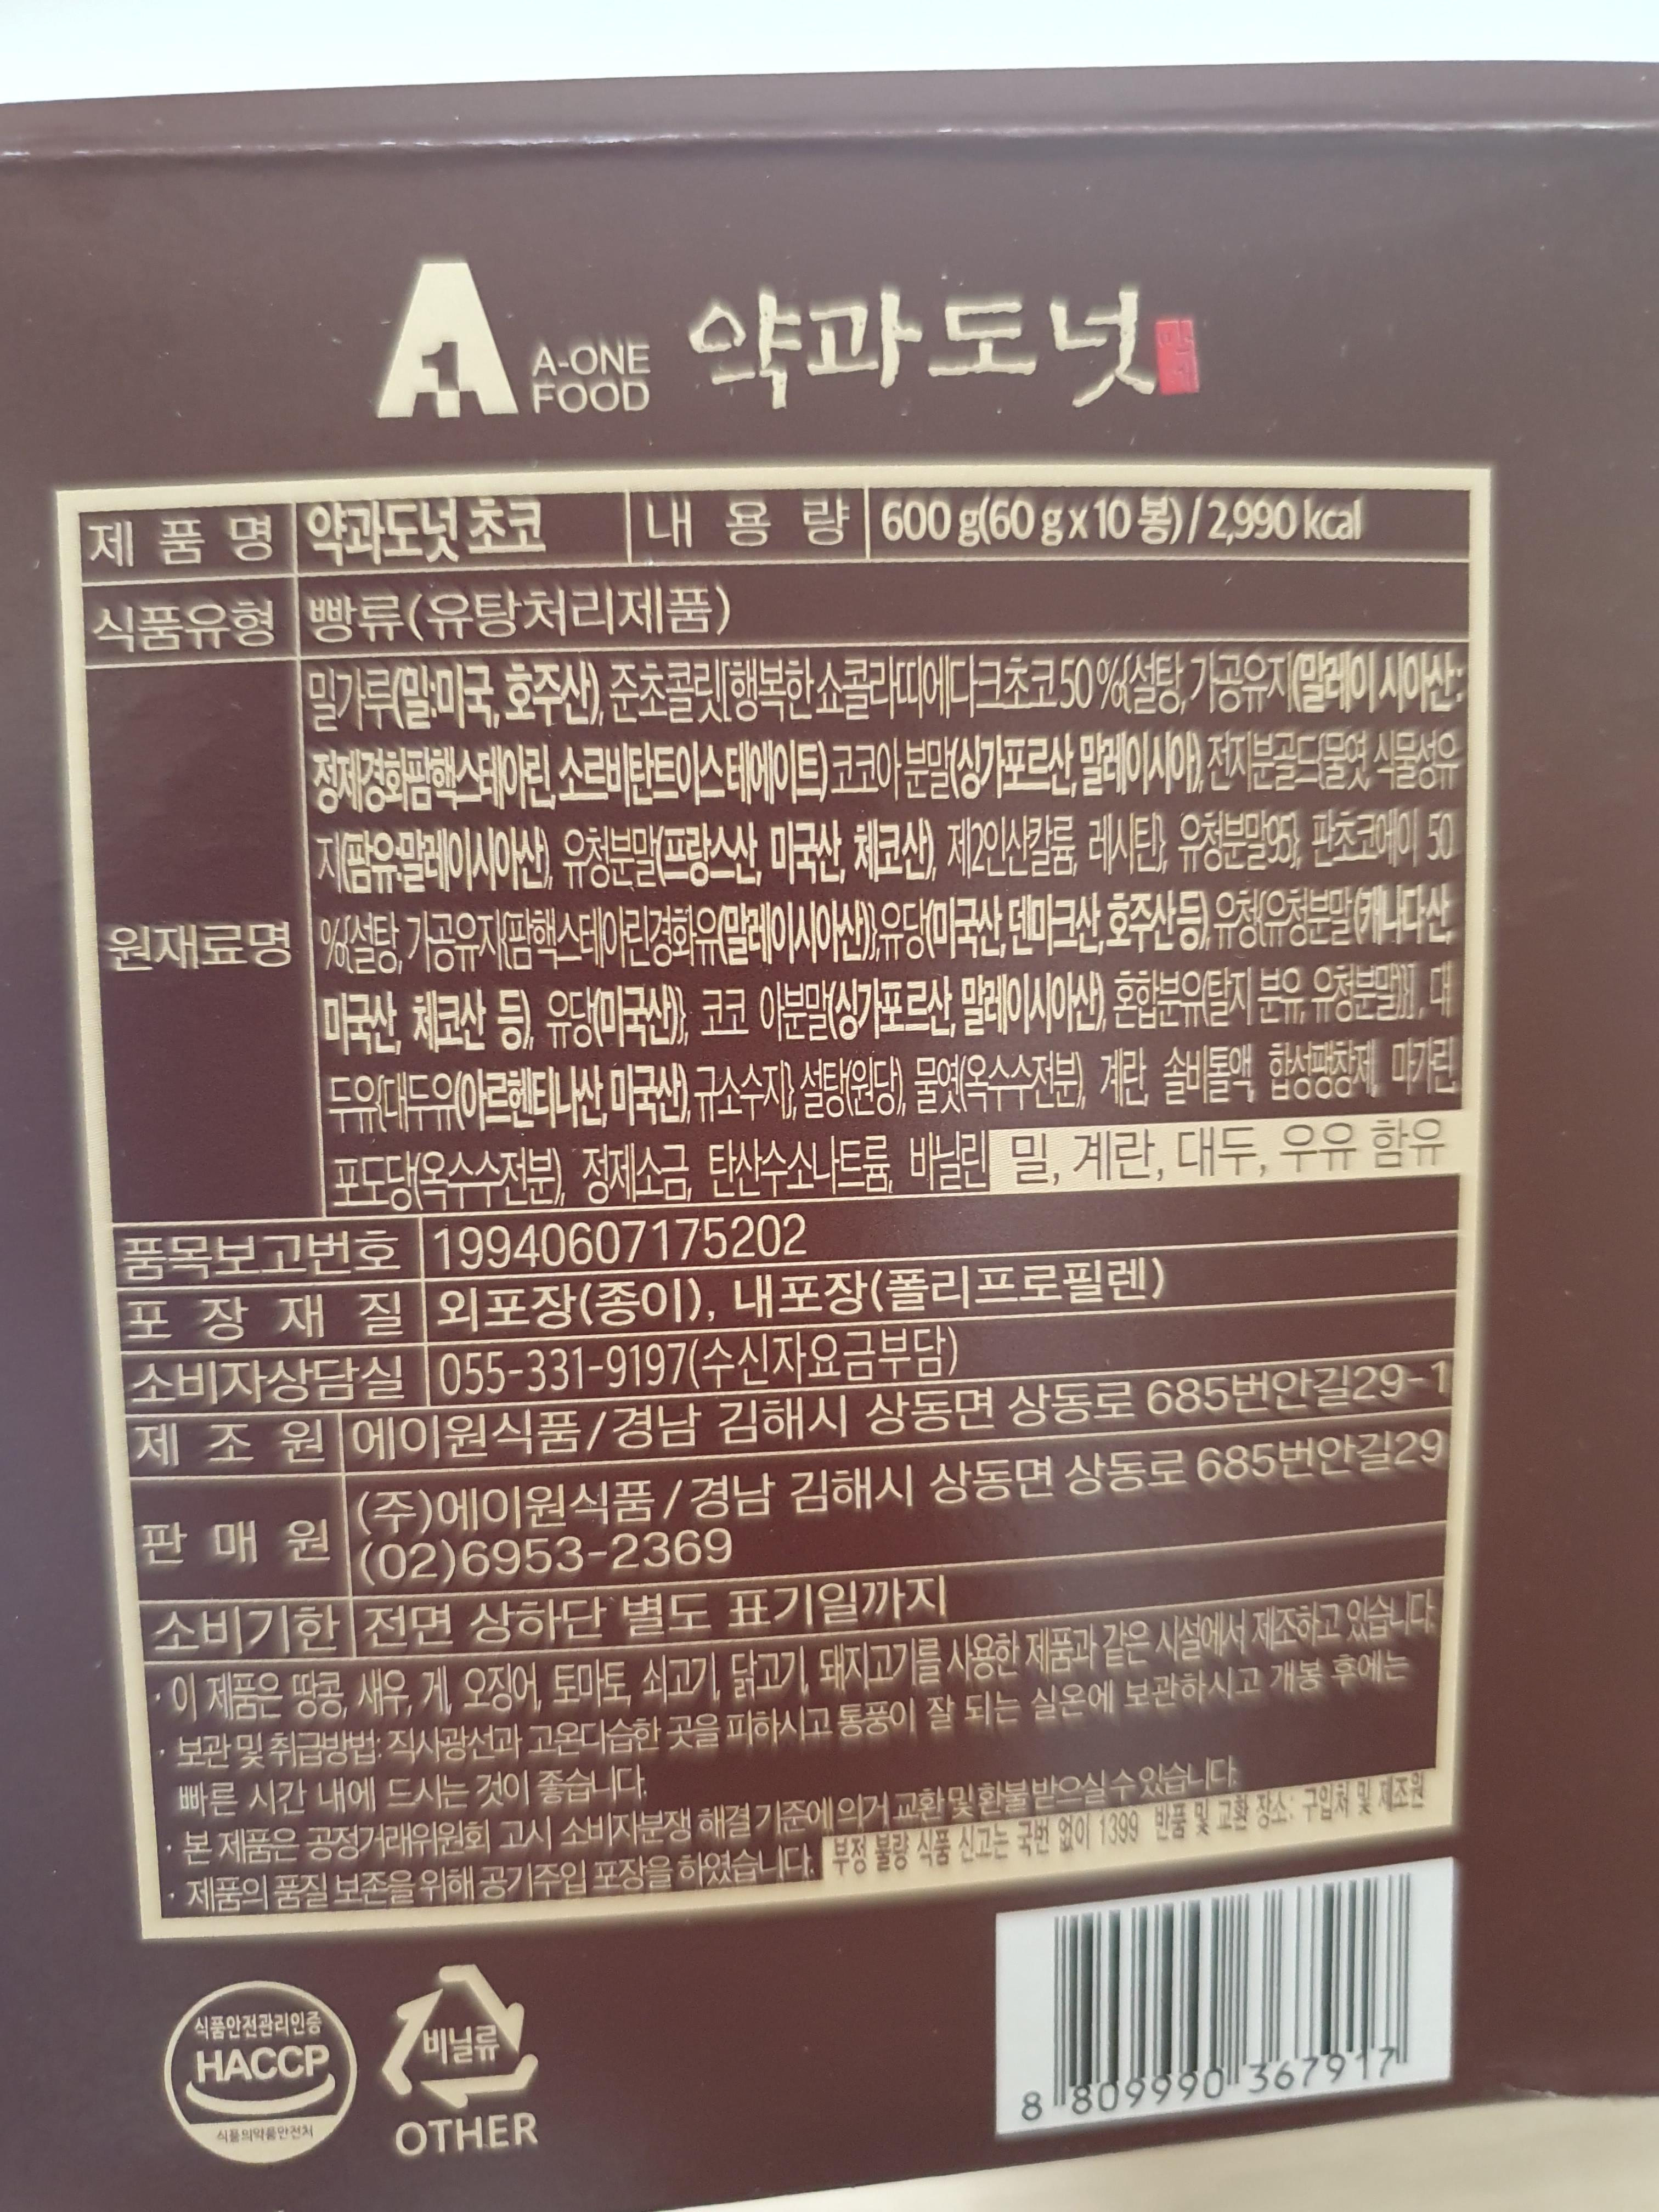 A1 A-ONE FOOD 약과도넛
제 품 명 약과도넛 초코 내 용 량 600 g(60 g x 10 봉) / 2,990 kcal
식품유형 빵류(유탕처리제품)
원재료명
밀가루(밀:미국, 호주산), 준초콜릿[행복한쇼콜라띠에다크초코50%{설탕, 가공유지(말레이시아산:
정제경화팜핵스테아린, 소르비탄트이스테에이트) 코코아 분말(싱가포르산, 말레이시아), 전지분골드{물엿, 식물성유
지(팜유:말레이시아산), 유청분말(프랑스산, 미국산, 체코산), 제2인산칼륨, 레시틴}, 유청분말95}, 판초코에이 50
%{설탕, 가공유지{팜핵스테아린경화유(말레이시아산)}, 유당(미국산, 덴마크산, 호주산 등), 유청{유청분말(캐나다산,
미국산, 체코산 등), 유당(미국산)}, 코코 아분말(싱가포르산, 말레이시아산), 혼합분유(탈지 분유, 유청분말)}], 대
두유{대두유(아르헨티나산, 미국산), 규소수지}, 설탕(원당), 물엿(옥수수전분), 계란, 솔비톨액, 합성팽창제, 마가린,
포도당(옥수수전분), 정제소금, 탄산수소나트륨, 바닐린 밀, 계란, 대두, 우유 함유
품목보고번호 19940607175202
포 장 재 질 외포장(종이), 내포장(폴리프로필렌)
소비자상담실 055-331-9197(수신자요금부담)
제 조 원 에이원식품/경남 김해시 상동면 상동로 685번안길29-1
판 매 원 (주)에이원식품/경남 김해시 상동면 상동로 685번안길29
(02)6953-2369
소비기한 전면 상하단 별도 표기일까지
· 이 제품은 땅콩, 새우, 게, 오징어, 토마토, 쇠고기, 닭고기, 돼지고기를 사용한 제품과 같은 시설에서 제조하고 있습니다.
· 보관 및 취급방법: 직사광선과 고온다습한 곳을 피하시고 통풍이 잘 되는 실온에 보관하시고 개봉 후에는
빠른 시간 내에 드시는 것이 좋습니다.
· 본 제품은 공정거래위원회 고시 소비자분쟁 해결 기준에 의거 교환 및 환불 받으실 수 있습니다.
· 제품의 품질 보존을 위해 공기주입 포장을 하였습니다. 부정 불량 식품 신고는 국번 없이 1399 반품 및 교환 장소: 구입처 및 제조원
식품안전관리인증
HACCP
식품의약품안전처
비닐류
OTHER
8 809990 367917